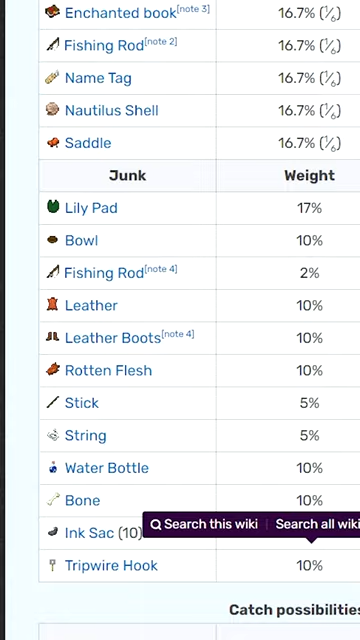 Enchanted book[note 3] 16.7% (⅙)
Fishing Rod[note 2] 16.7% (⅙)
Name Tag 16.7% (⅙)
Nautilus Shell 16.7% (⅙)
Saddle 16.7% (⅙)
Junk Weight
Lily Pad 17%
Bowl 10%
Fishing Rod[note 4] 2%
Leather 10%
Leather Boots[note 4] 10%
Rotten Flesh 10%
Stick 5%
String 5%
Water Bottle 10%
Bone 10%
Search this wiki Search all wiki
Ink Sac (10)
Tripwire Hook 10%
Catch possibilities